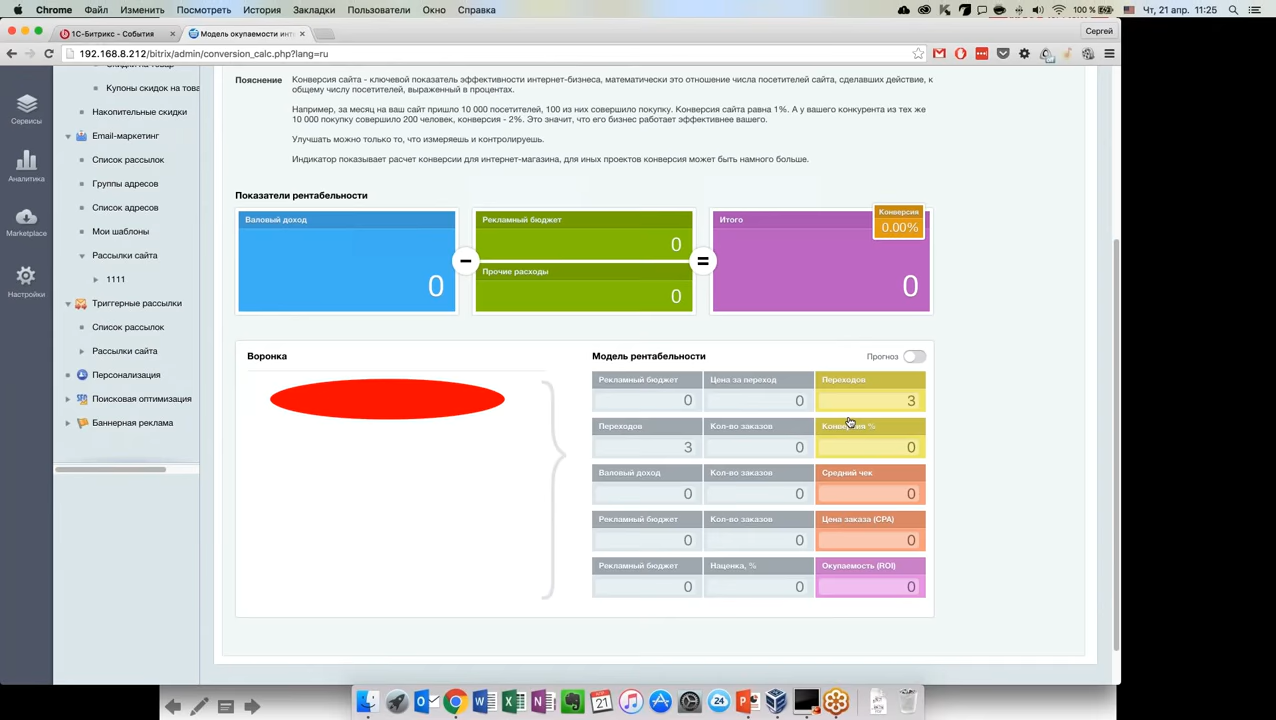 Chrome Файл Изменить Посмотреть История Закладки Пользователи Окно Справка 100 % Чт, 21 апр. 11:25
1С-Битрикс - События
Модель окупаемости инте
Сергей
192.168.8.212/bitrix/admin/conversion_calc.php?lang=ru
Сервисы
Аналитика
Marketplace
Настройки
Скидки на товар
Купоны скидок на това
Накопительные скидки
Email-маркетинг
Список рассылок
Группы адресов
Список адресов
Мои шаблоны
Рассылки сайта
1111
Триггерные рассылки
Список рассылок
Рассылки сайта
Персонализация
Поисковая оптимизация
Баннерная реклама
Пояснение
Конверсия сайта - ключевой показатель эффективности интернет-бизнеса, математически это отношение числа посетителей сайта, сделавших действие, к
общему числу посетителей, выраженный в процентах.
Например, за месяц на ваш сайт пришло 10 000 посетителей, 100 из них совершило покупку. Конверсия сайта равна 1%. А у вашего конкурента из тех же
10 000 покупку совершило 200 человек, конверсия - 2%. Это значит, что его бизнес работает эффективнее вашего.
Улучшать можно только то, что измеряешь и контролируешь.
Индикатор показывает расчет конверсии для интернет-магазина, для иных проектов конверсия может быть намного больше.
Показатели рентабельности
Валовый доход
0
Рекламный бюджет
0
Прочие расходы
0
Итого
0
Конверсия
0.00%
Воронка
Модель рентабельности
Прогноз
Рекламный бюджет Цена за переход Переходов
0 0 3
Переходов Кол-во заказов Конверсия %
3 0 0
Валовый доход Кол-во заказов Средний чек
0 0 0
Рекламный бюджет Кол-во заказов Цена заказа (CPA)
0 0 0
Рекламный бюджет Наценка, % Окупаемость (ROI)
0 0 0
21
24